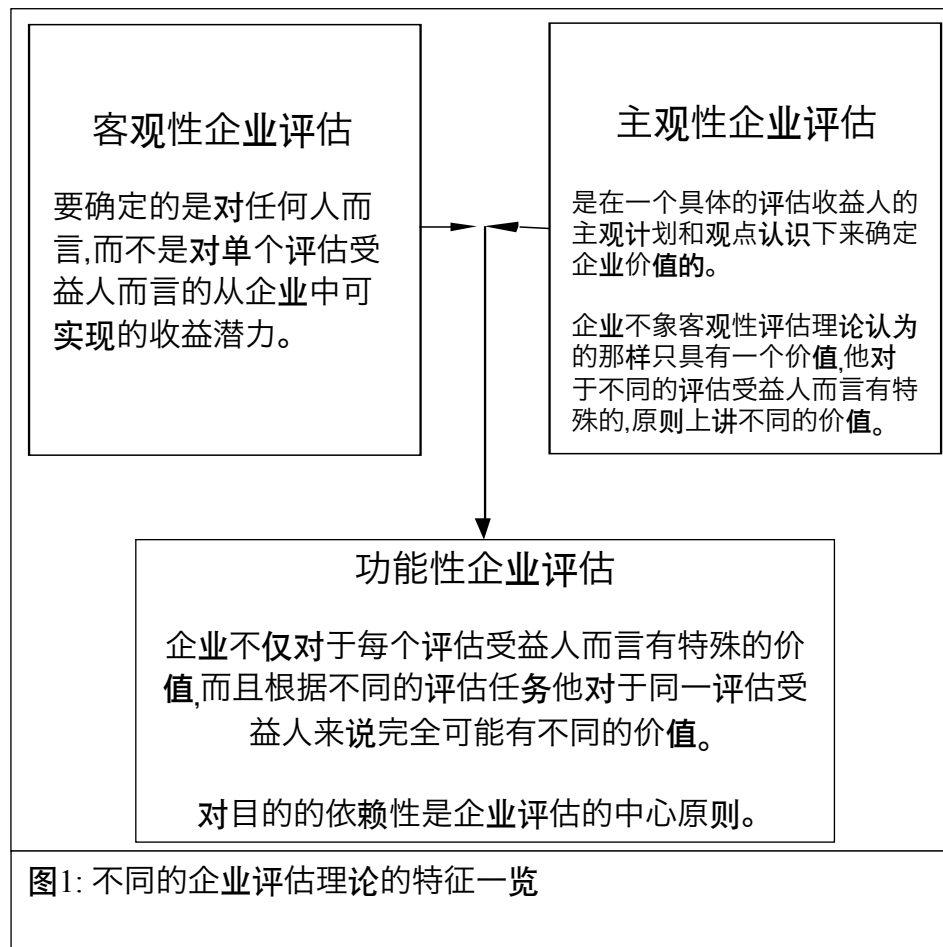 客观性企业评估
要确定的是对任何人而
言,而不是对单个评估受
益人而言的从企业中可
实现的收益潜力。
主观性企业评估
是在一个具体的评估收益人的
主观计划和观点认识下来确定
企业价值的。
企业不象客观性评估理论认为
的那样只具有一个价值,他对
于不同的评估受益人而言有特
殊的,原则上讲不同的价值。
功能性企业评估
企业不仅对于每个评估受益人而言有特殊的价
值,而且根据不同的评估任务他对于同一评估受
益人来说完全可能有不同的价值。
对目的的依赖性是企业评估的中心原则。
图1: 不同的企业评估理论的特征一览